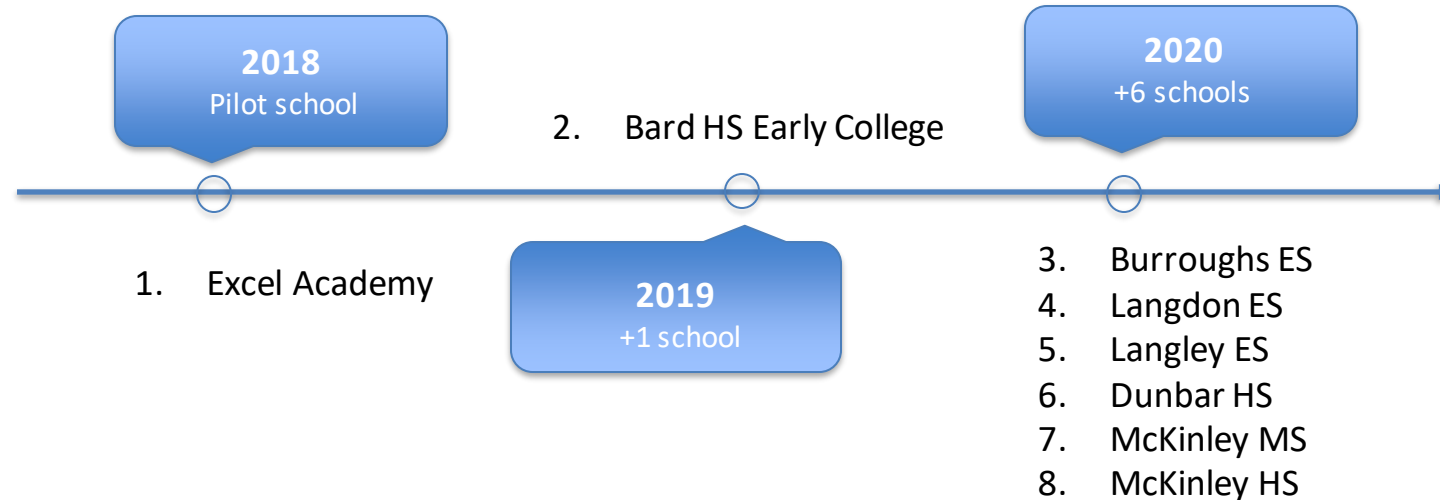 2018
Pilot school
1. Excel Academy
2. Bard HS Early College
2019
+1 school
2020
+6 schools
3. Burroughs ES
4. Langdon ES
5. Langley ES
6. Dunbar HS
7. McKinley MS
8. McKinley HS